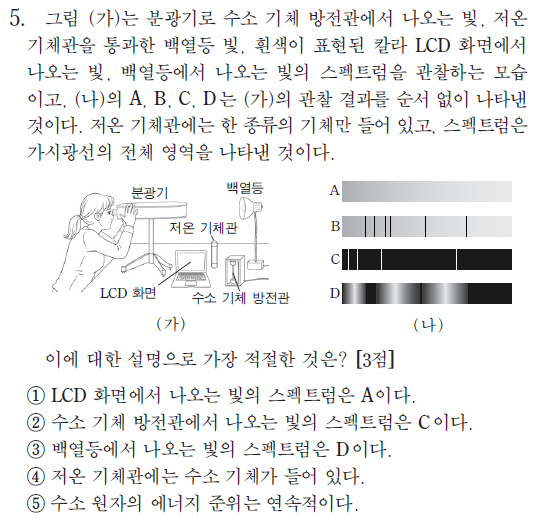 5. 그림 (가)는 분광기로 수소 기체 방전관에서 나오는 빛, 저온
기체관을 통과한 백열등 빛, 흰색이 표현된 칼라 LCD 화면에서
나오는 빛, 백열등에서 나오는 빛의 스펙트럼을 관찰하는 모습
이고, (나)의 A, B, C, D는 (가)의 관찰 결과를 순서 없이 나타낸
것이다. 저온 기체관에는 한 종류의 기체만 들어 있고, 스펙트럼은
가시광선의 전체 영역을 나타낸 것이다.
분광기
백열등
저온 기체관
LCD 화면
수소 기체 방전관
(가)
A
B
C
D
(나)
이에 대한 설명으로 가장 적절한 것은? [3점]
① LCD 화면에서 나오는 빛의 스펙트럼은 A이다.
② 수소 기체 방전관에서 나오는 빛의 스펙트럼은 C이다.
③ 백열등에서 나오는 빛의 스펙트럼은 D이다.
④ 저온 기체관에는 수소 기체가 들어 있다.
⑤ 수소 원자의 에너지 준위는 연속적이다.